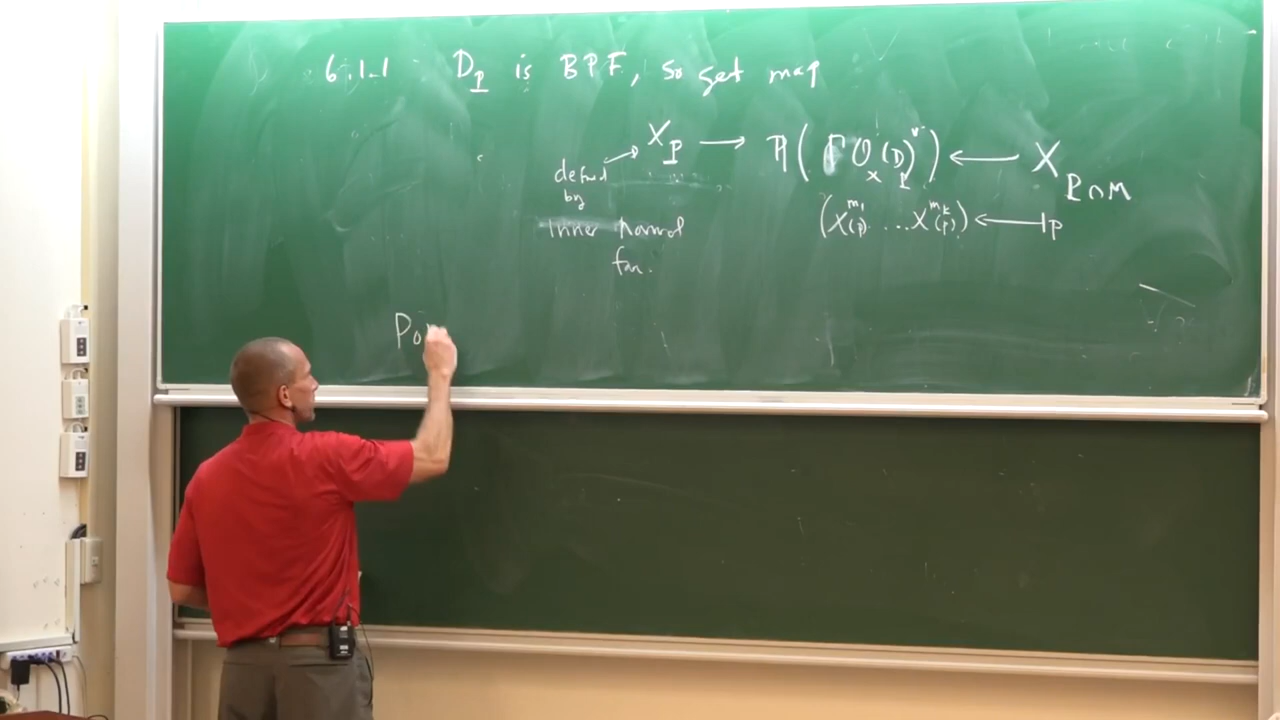 6.1.1 D_P is BPF, so get map
X_P → ℙ(Γ O_X(D_P)^∨) ← X_{P∩M}
defined by
(χ^{m_1}(p) ... χ^{m_k}(p)) ← p
Inner normal
fan.
Po